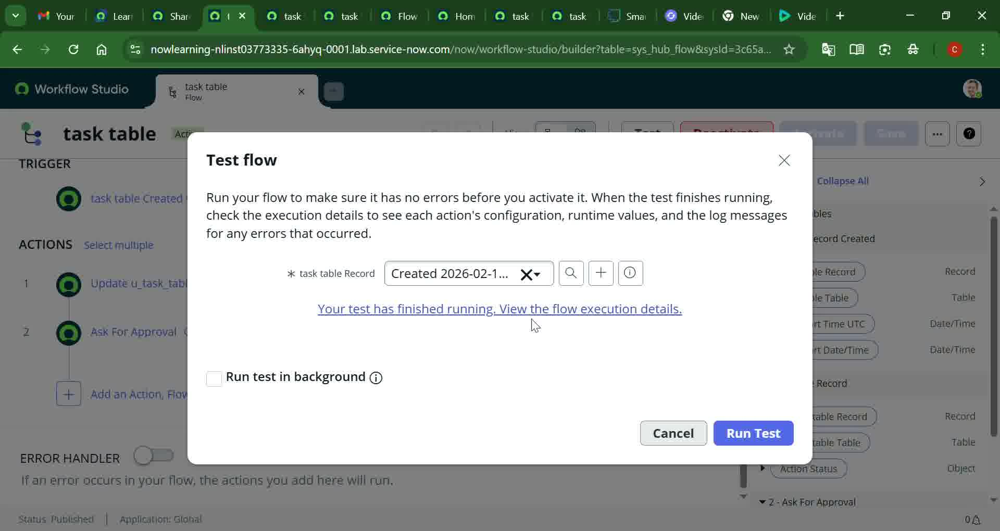 Your
Lear
Shar
t
task
task
Flow
Hom
task
task
Sma
Vide
New
Vide
nowlearning-nlinst03773335-6ahyq-0001.lab.service-now.com/now/workflow-studio/builder?table=sys_hub_flow&sysId=3c65a...
C
Workflow Studio
task table
Flow
task table
Test
Deactivate
Activate
Save
...
?
TRIGGER
task table Created
ACTIONS
Select multiple
1
Update u_task_tabl
2
Ask For Approval
Add an Action, Flow
ERROR HANDLER
If an error occurs in your flow, the actions you add here will run.
Status: Published
Application: Global
Test flow
Run your flow to make sure it has no errors before you activate it. When the test finishes running,
check the execution details to see each action's configuration, runtime values, and the log messages
for any errors that occurred.
* task table Record
Created 2026-02-1...
Your test has finished running. View the flow execution details.
Run test in background
Cancel
Run Test
Collapse All
bles
ecord Created
ble Record
Record
ble Table
Table
rt Time UTC
Date/Time
rt Date/Time
Date/Time
Record
table Record
Record
table Table
Table
Action Status
Object
2 - Ask For Approval
0